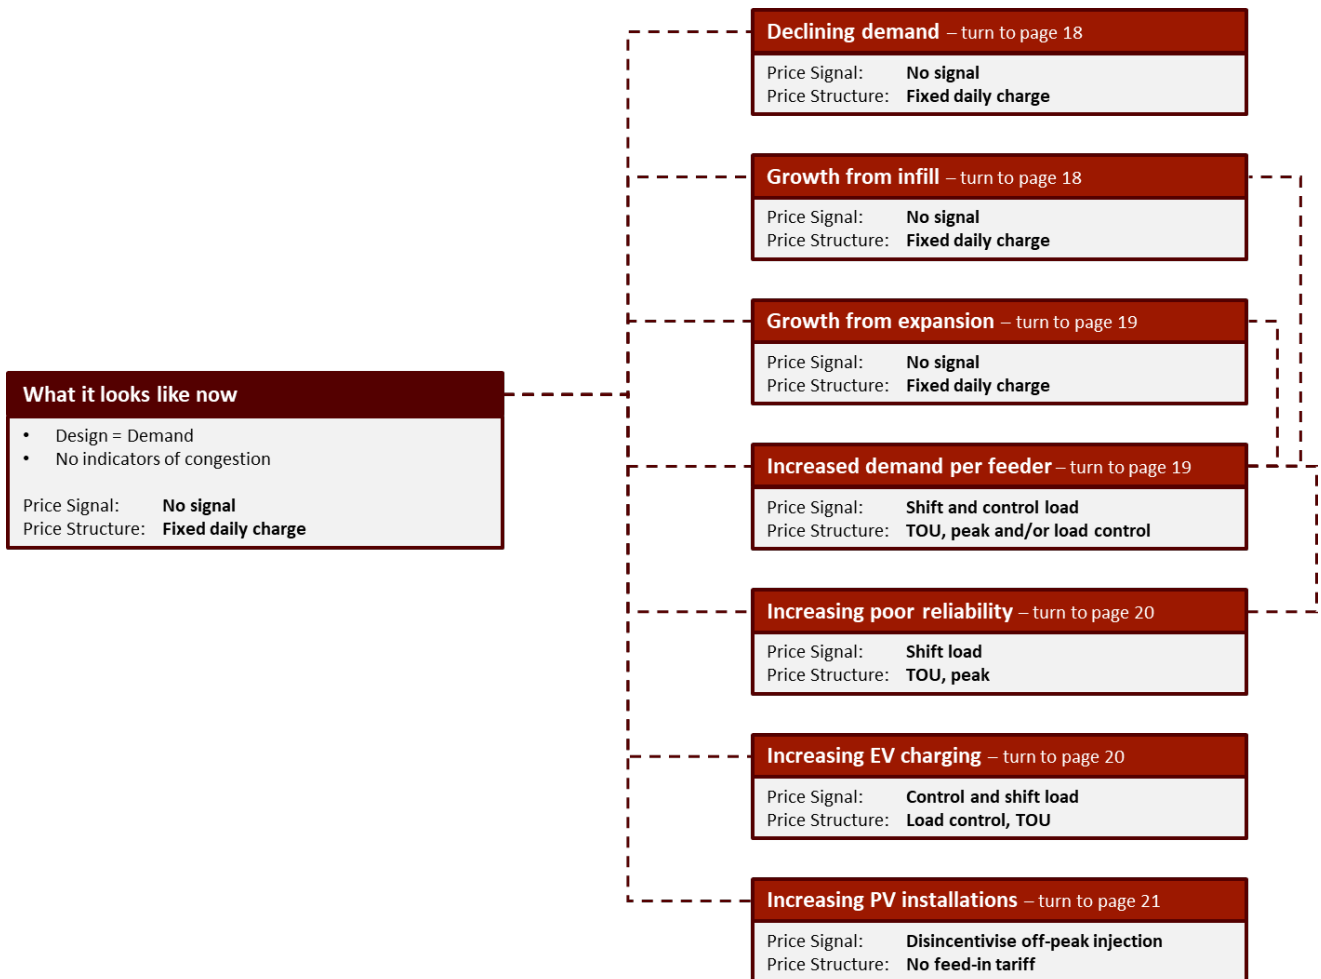 Declining demand – turn to page 18
Price Signal: No signal
Price Structure: Fixed daily charge
Growth from infill – turn to page 18
Price Signal: No signal
Price Structure: Fixed daily charge
Growth from expansion – turn to page 19
Price Signal: No signal
Price Structure: Fixed daily charge
What it looks like now
• Design = Demand
• No indicators of congestion
Price Signal: No signal
Price Structure: Fixed daily charge
Increased demand per feeder – turn to page 19
Price Signal: Shift and control load
Price Structure: TOU, peak and/or load control
Increasing poor reliability – turn to page 20
Price Signal: Shift load
Price Structure: TOU, peak
Increasing EV charging – turn to page 20
Price Signal: Control and shift load
Price Structure: Load control, TOU
Increasing PV installations – turn to page 21
Price Signal: Disincentivise off-peak injection
Price Structure: No feed-in tariff